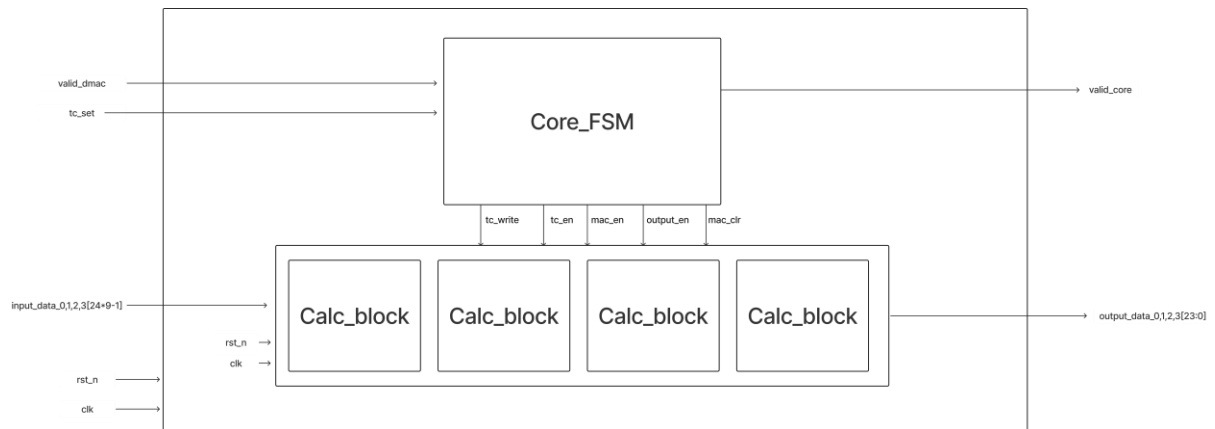 valid_dmac
tc_set
Core_FSM
valid_core
tc_write
tc_en
mac_en
output_en
mac_clr
input_data_0,1,2,3[24*9-1]
Calc_block
Calc_block
Calc_block
Calc_block
output_data_0,1,2,3[23:0]
rst_n
clk
rst_n
clk